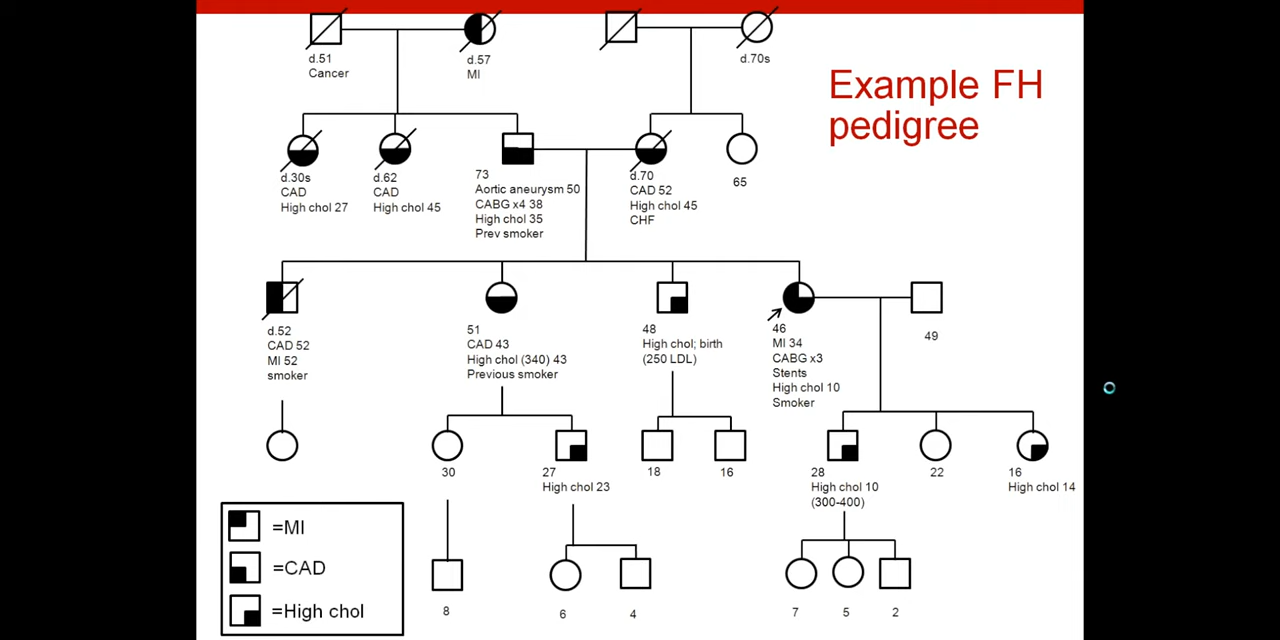 Example FH
pedigree
d.51
Cancer
d.57
MI
d.70s
d.30s
CAD
High chol 27
d.62
CAD
High chol 45
73
Aortic aneurysm 50
CABG x4 38
High chol 35
Prev smoker
d.70
CAD 52
High chol 45
CHF
65
d.52
CAD 52
MI 52
smoker
51
CAD 43
High chol (340) 43
Previous smoker
48
High chol; birth
(250 LDL)
46
MI 34
CABG x3
Stents
High chol 10
Smoker
49
30
27
High chol 23
18
16
28
High chol 10
(300-400)
22
16
High chol 14
8
6
4
7
5
2
=MI
=CAD
=High chol